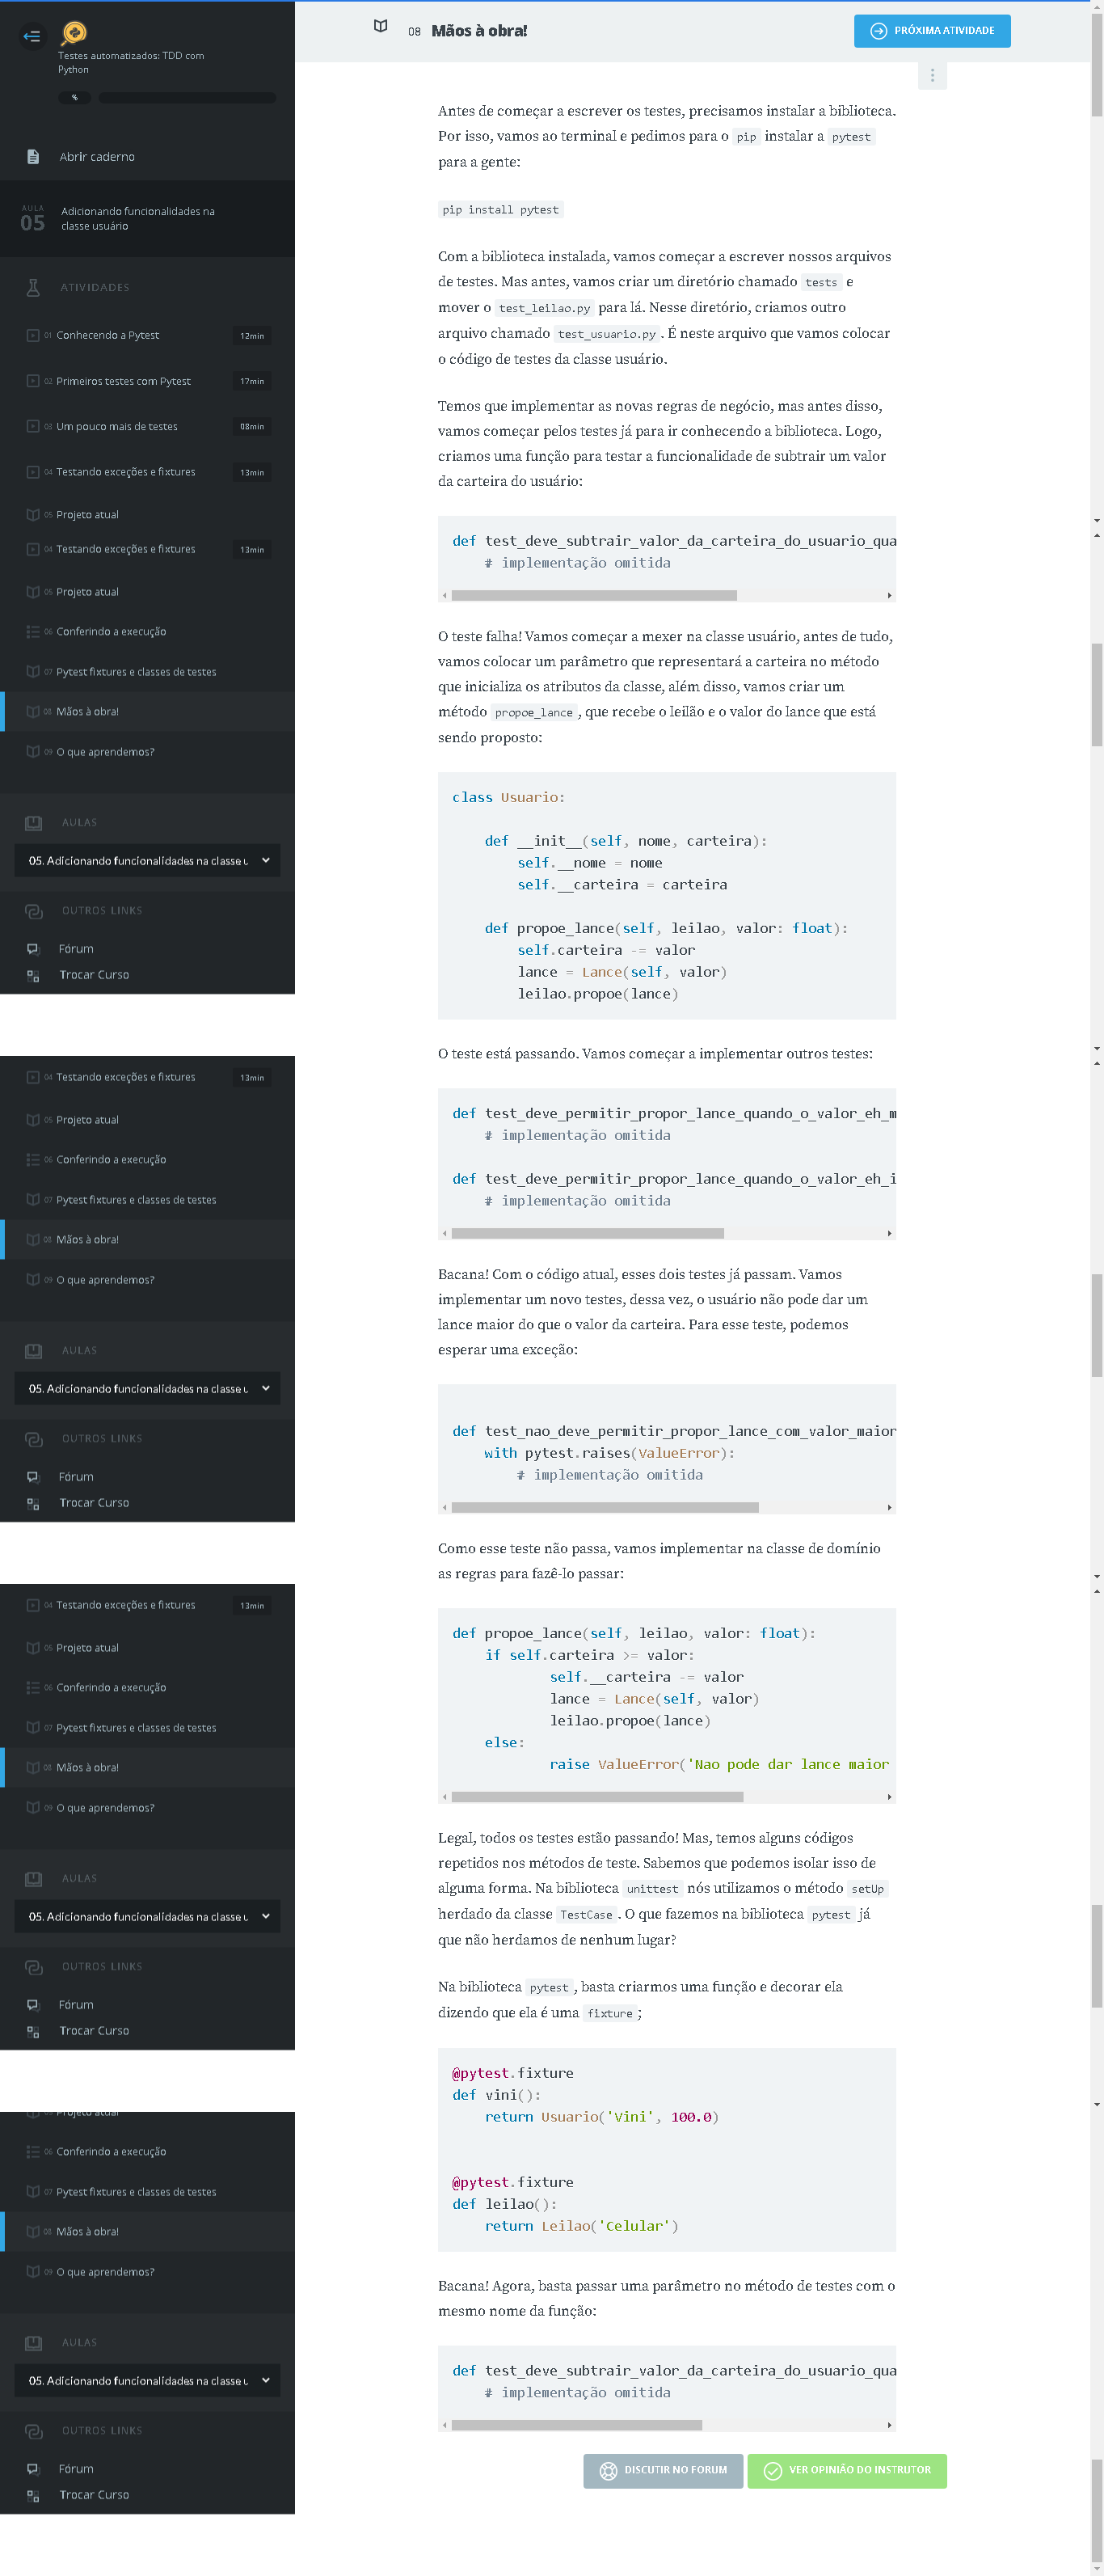 Testes automatizados: TDD com
Python
%
Abrir caderno
AULA
05
Adicionando funcionalidades na
classe usuário
ATIVIDADES
01 Conhecendo a Pytest 12min
02 Primeiros testes com Pytest 17min
03 Um pouco mais de testes 08min
04 Testando exceções e fixtures 13min
05 Projeto atual
04 Testando exceções e fixtures 13min
05 Projeto atual
06 Conferindo a execução
07 Pytest fixtures e classes de testes
08 Mãos à obra!
09 O que aprendemos?
AULAS
05. Adicionando funcionalidades na classe u
OUTROS LINKS
Fórum
Trocar Curso
04 Testando exceções e fixtures 13min
05 Projeto atual
06 Conferindo a execução
07 Pytest fixtures e classes de testes
08 Mãos à obra!
09 O que aprendemos?
AULAS
05. Adicionando funcionalidades na classe u
OUTROS LINKS
Fórum
Trocar Curso
04 Testando exceções e fixtures 13min
05 Projeto atual
06 Conferindo a execução
07 Pytest fixtures e classes de testes
08 Mãos à obra!
09 O que aprendemos?
AULAS
05. Adicionando funcionalidades na classe u
OUTROS LINKS
Fórum
Trocar Curso
05 Projeto atual
06 Conferindo a execução
07 Pytest fixtures e classes de testes
08 Mãos à obra!
09 O que aprendemos?
AULAS
05. Adicionando funcionalidades na classe u
OUTROS LINKS
Fórum
Trocar Curso
08 Mãos à obra!
PRÓXIMA ATIVIDADE
Antes de começar a escrever os testes, precisamos instalar a biblioteca.
Por isso, vamos ao terminal e pedimos para o pip instalar a pytest
para a gente:
pip install pytest
Com a biblioteca instalada, vamos começar a escrever nossos arquivos
de testes. Mas antes, vamos criar um diretório chamado tests e
mover o test_leilao.py para lá. Nesse diretório, criamos outro
arquivo chamado test_usuario.py. É neste arquivo que vamos colocar
o código de testes da classe usuário.
Temos que implementar as novas regras de negócio, mas antes disso,
vamos começar pelos testes já para ir conhecendo a biblioteca. Logo,
criamos uma função para testar a funcionalidade de subtrair um valor
da carteira do usuário:
def test_deve_subtrair_valor_da_carteira_do_usuario_qua
# implementação omitida
O teste falha! Vamos começar a mexer na classe usuário, antes de tudo,
vamos colocar um parâmetro que representará a carteira no método
que inicializa os atributos da classe, além disso, vamos criar um
método propoe_lance, que recebe o leilão e o valor do lance que está
sendo proposto:
class Usuario:
def __init__(self, nome, carteira):
self.__nome = nome
self.__carteira = carteira
def propoe_lance(self, leilao, valor: float):
self.carteira -= valor
lance = Lance(self, valor)
leilao.propoe(lance)
O teste está passando. Vamos começar a implementar outros testes:
def test_deve_permitir_propor_lance_quando_o_valor_eh_m
# implementação omitida
def test_deve_permitir_propor_lance_quando_o_valor_eh_i
# implementação omitida
Bacana! Com o código atual, esses dois testes já passam. Vamos
implementar um novo testes, dessa vez, o usuário não pode dar um
lance maior do que o valor da carteira. Para esse teste, podemos
esperar uma exceção:
def test_nao_deve_permitir_propor_lance_com_valor_maior
with pytest.raises(ValueError):
# implementação omitida
Como esse teste não passa, vamos implementar na classe de domínio
as regras para fazê-lo passar:
def propoe_lance(self, leilao, valor: float):
if self.carteira >= valor:
self.__carteira -= valor
lance = Lance(self, valor)
leilao.propoe(lance)
else:
raise ValueError('Nao pode dar lance maior
Legal, todos os testes estão passando! Mas, temos alguns códigos
repetidos nos métodos de teste. Sabemos que podemos isolar isso de
alguma forma. Na biblioteca unittest nós utilizamos o método setUp
herdado da classe TestCase. O que fazemos na biblioteca pytest já
que não herdamos de nenhum lugar?
Na biblioteca pytest, basta criarmos uma função e decorar ela
dizendo que ela é uma fixture;
@pytest.fixture
def vini():
return Usuario('Vini', 100.0)
@pytest.fixture
def leilao():
return Leilao('Celular')
Bacana! Agora, basta passar uma parâmetro no método de testes com o
mesmo nome da função:
def test_deve_subtrair_valor_da_carteira_do_usuario_qua
# implementação omitida
DISCUTIR NO FORUM
VER OPINIÃO DO INSTRUTOR